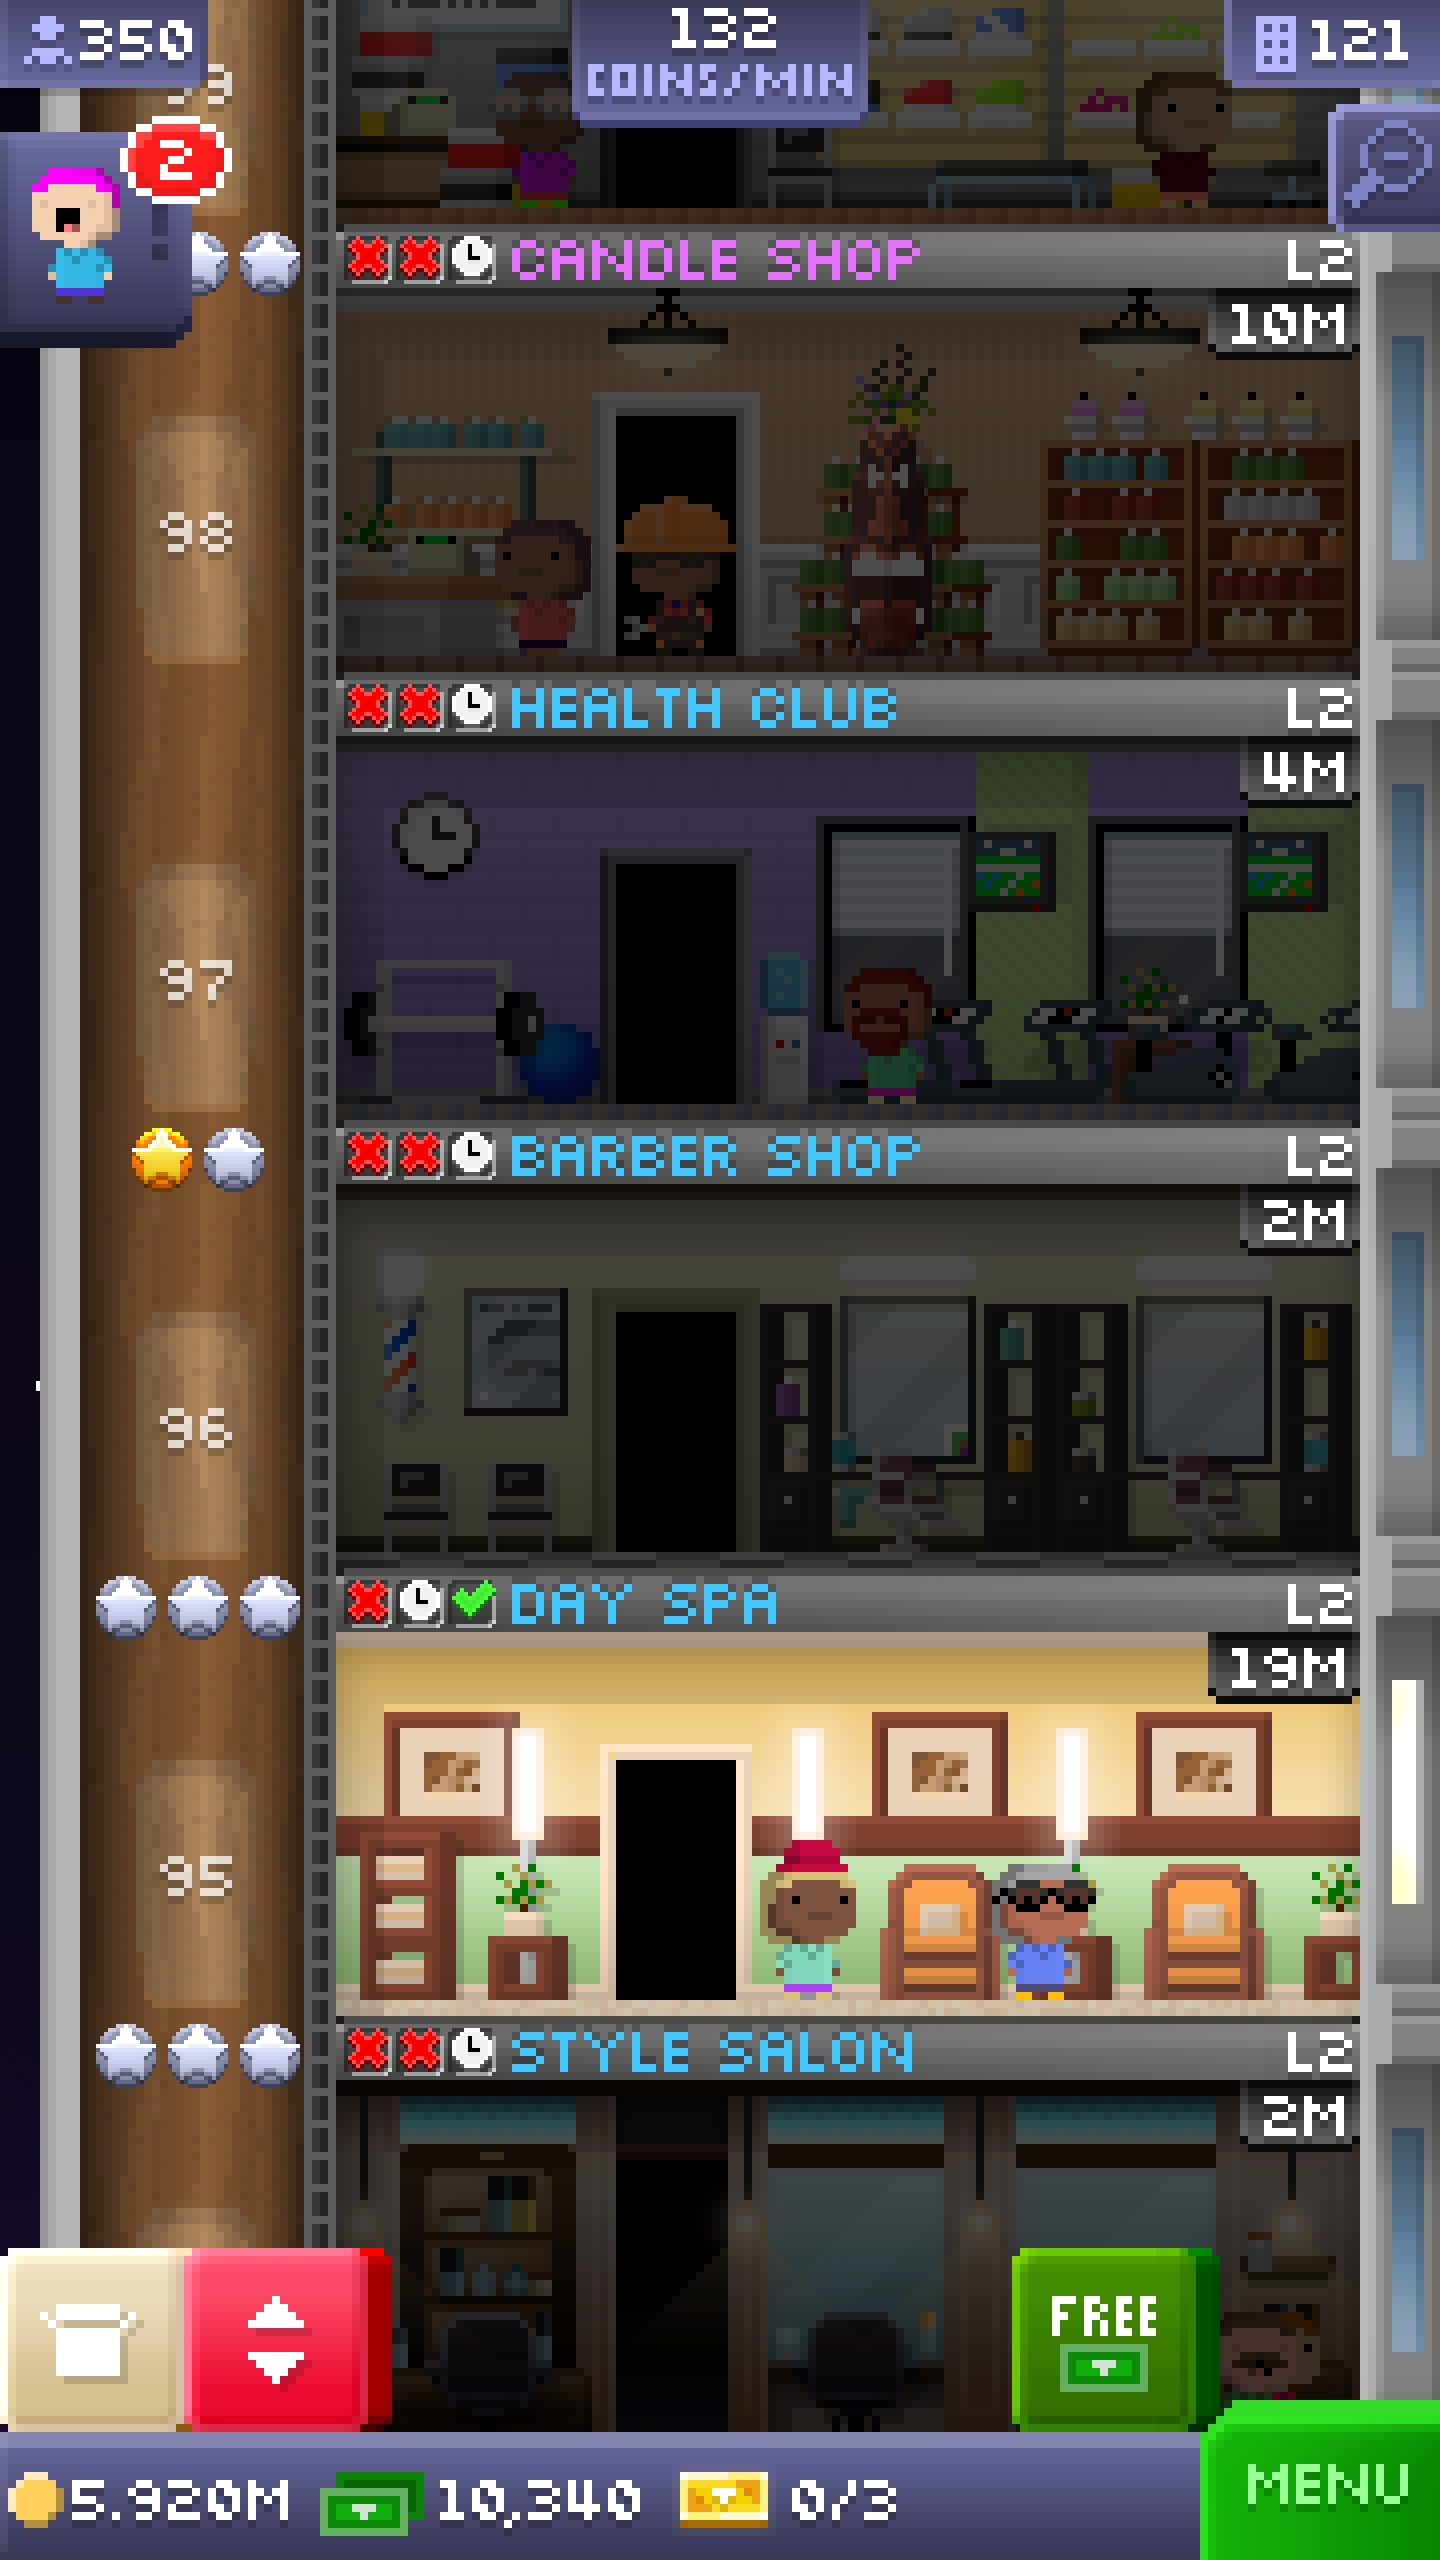 350
132
COINS/MIN
121
2
CANDLE SHOP
L2
10M
98
HEALTH CLUB
L2
4M
97
BARBER SHOP
L2
2M
96
DAY SPA
L2
19M
95
STYLE SALON
L2
2M
FREE
5.920M
10,340
0/3
MENU